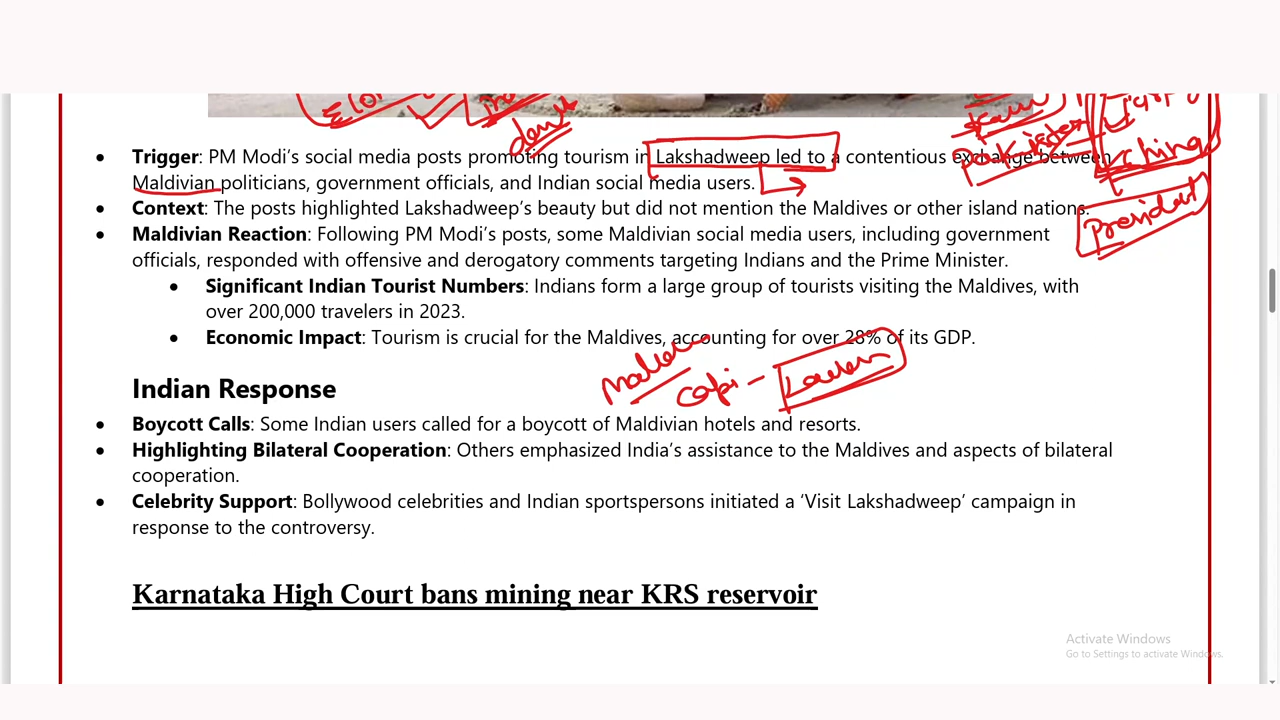 • Trigger: PM Modi's social media posts promoting tourism in Lakshadweep led to a contentious exchange between
Maldivian politicians, government officials, and Indian social media users.
• Context: The posts highlighted Lakshadweep's beauty but did not mention the Maldives or other island nations.
President
• Maldivian Reaction: Following PM Modi's posts, some Maldivian social media users, including government
officials, responded with offensive and derogatory comments targeting Indians and the Prime Minister.
• Significant Indian Tourist Numbers: Indians form a large group of tourists visiting the Maldives, with
over 200,000 travelers in 2023.
• Economic Impact: Tourism is crucial for the Maldives, accounting for over 28% of its GDP.
Indian Response
• Boycott Calls: Some Indian users called for a boycott of Maldivian hotels and resorts.
• Highlighting Bilateral Cooperation: Others emphasized India's assistance to the Maldives and aspects of bilateral
cooperation.
• Celebrity Support: Bollywood celebrities and Indian sportspersons initiated a ‘Visit Lakshadweep’ campaign in
response to the controversy.
Karnataka High Court bans mining near KRS reservoir
Activate Windows
Go to Settings to activate Windows.